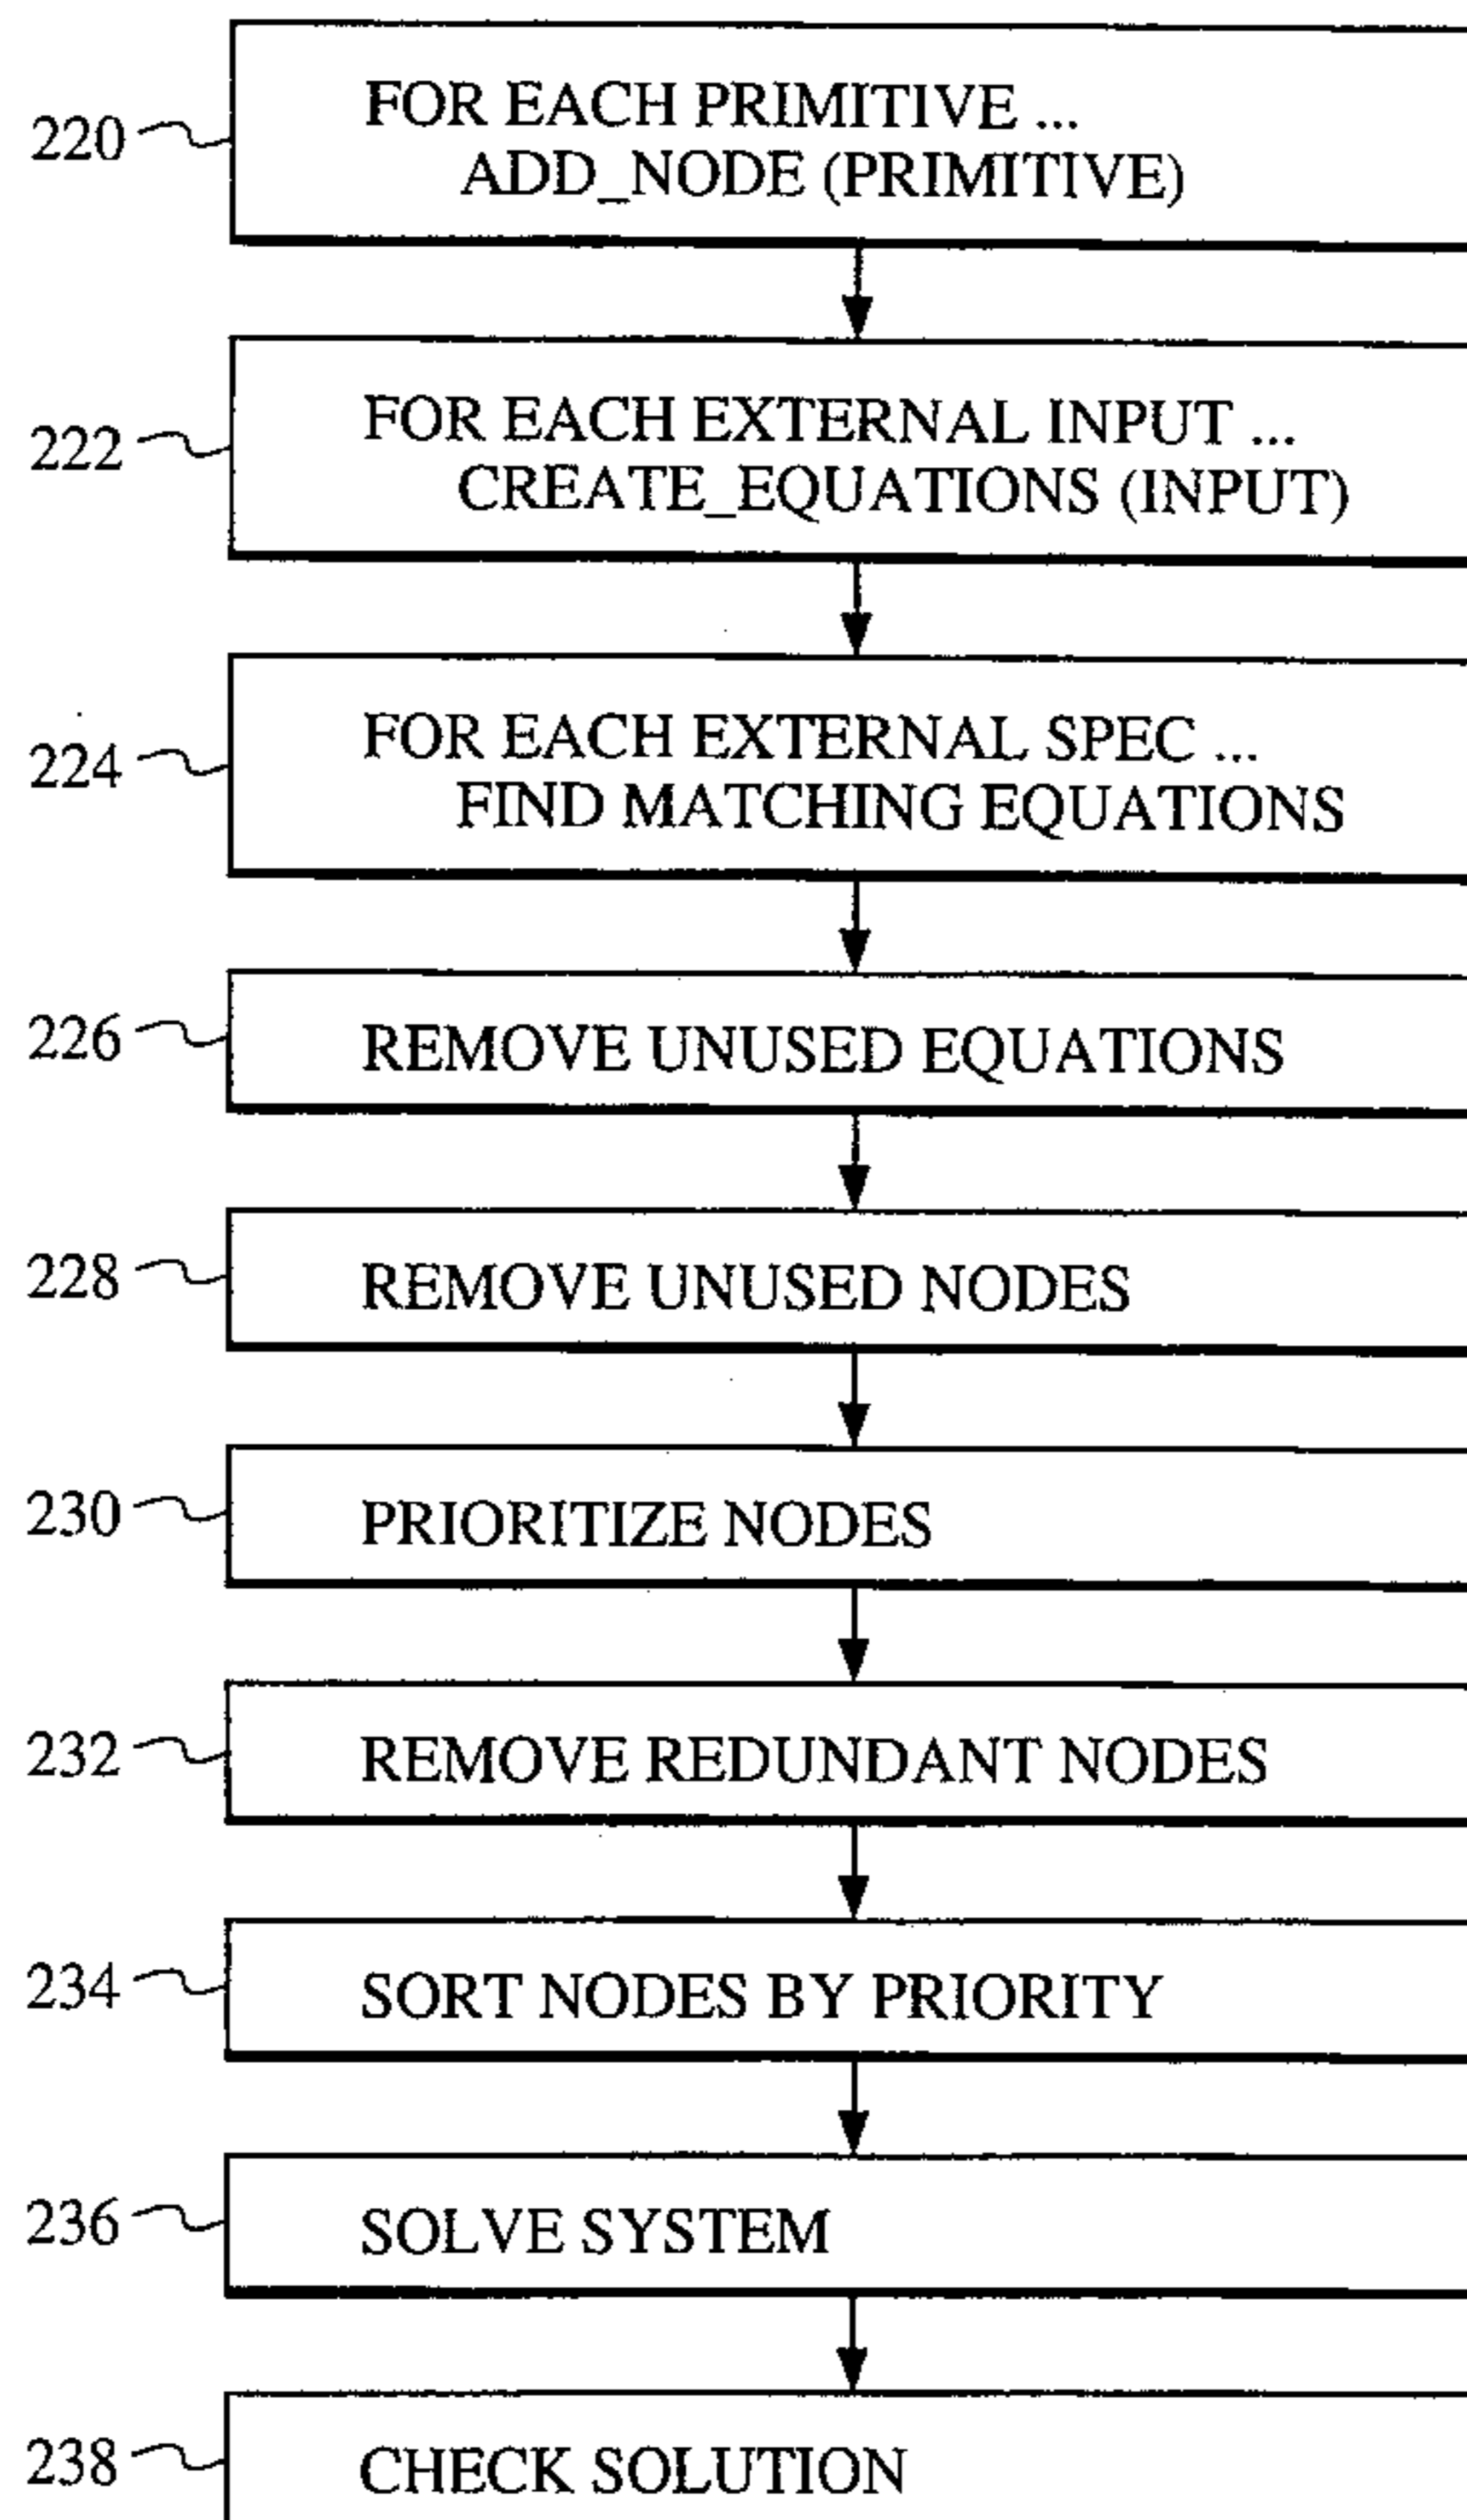 220
FOR EACH PRIMITIVE ...
ADD_NODE (PRIMITIVE)
222
FOR EACH EXTERNAL INPUT ...
CREATE_EQUATIONS (INPUT)
224
FOR EACH EXTERNAL SPEC ...
FIND MATCHING EQUATIONS
226
REMOVE UNUSED EQUATIONS
228
REMOVE UNUSED NODES
230
PRIORITIZE NODES
232
REMOVE REDUNDANT NODES
234
SORT NODES BY PRIORITY
236
SOLVE SYSTEM
238
CHECK SOLUTION